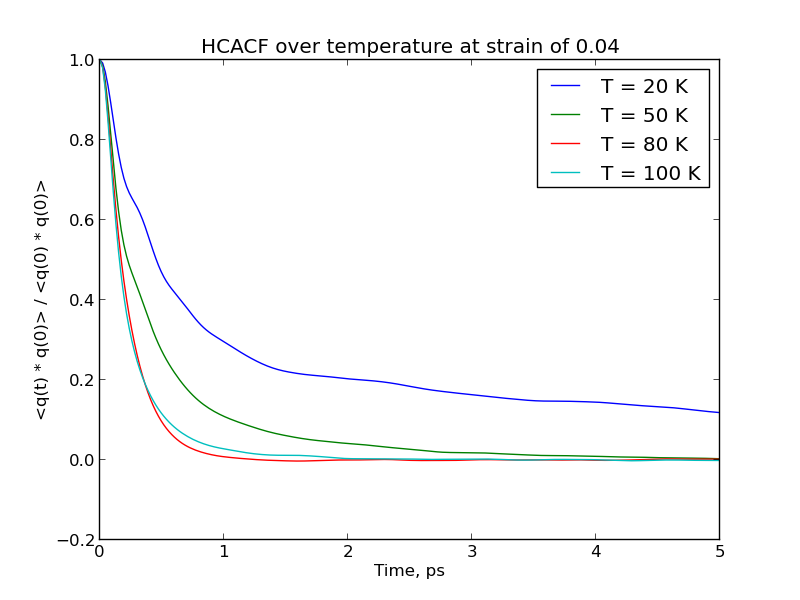 HCACF over temperature at strain of 0.04
<q(t) * q(0)> / <q(0) * q(0)>
1.0
0.8
0.6
0.4
0.2
0.0
−0.2
T = 20 K
T = 50 K
T = 80 K
T = 100 K
0 1 2 3 4 5
Time, ps